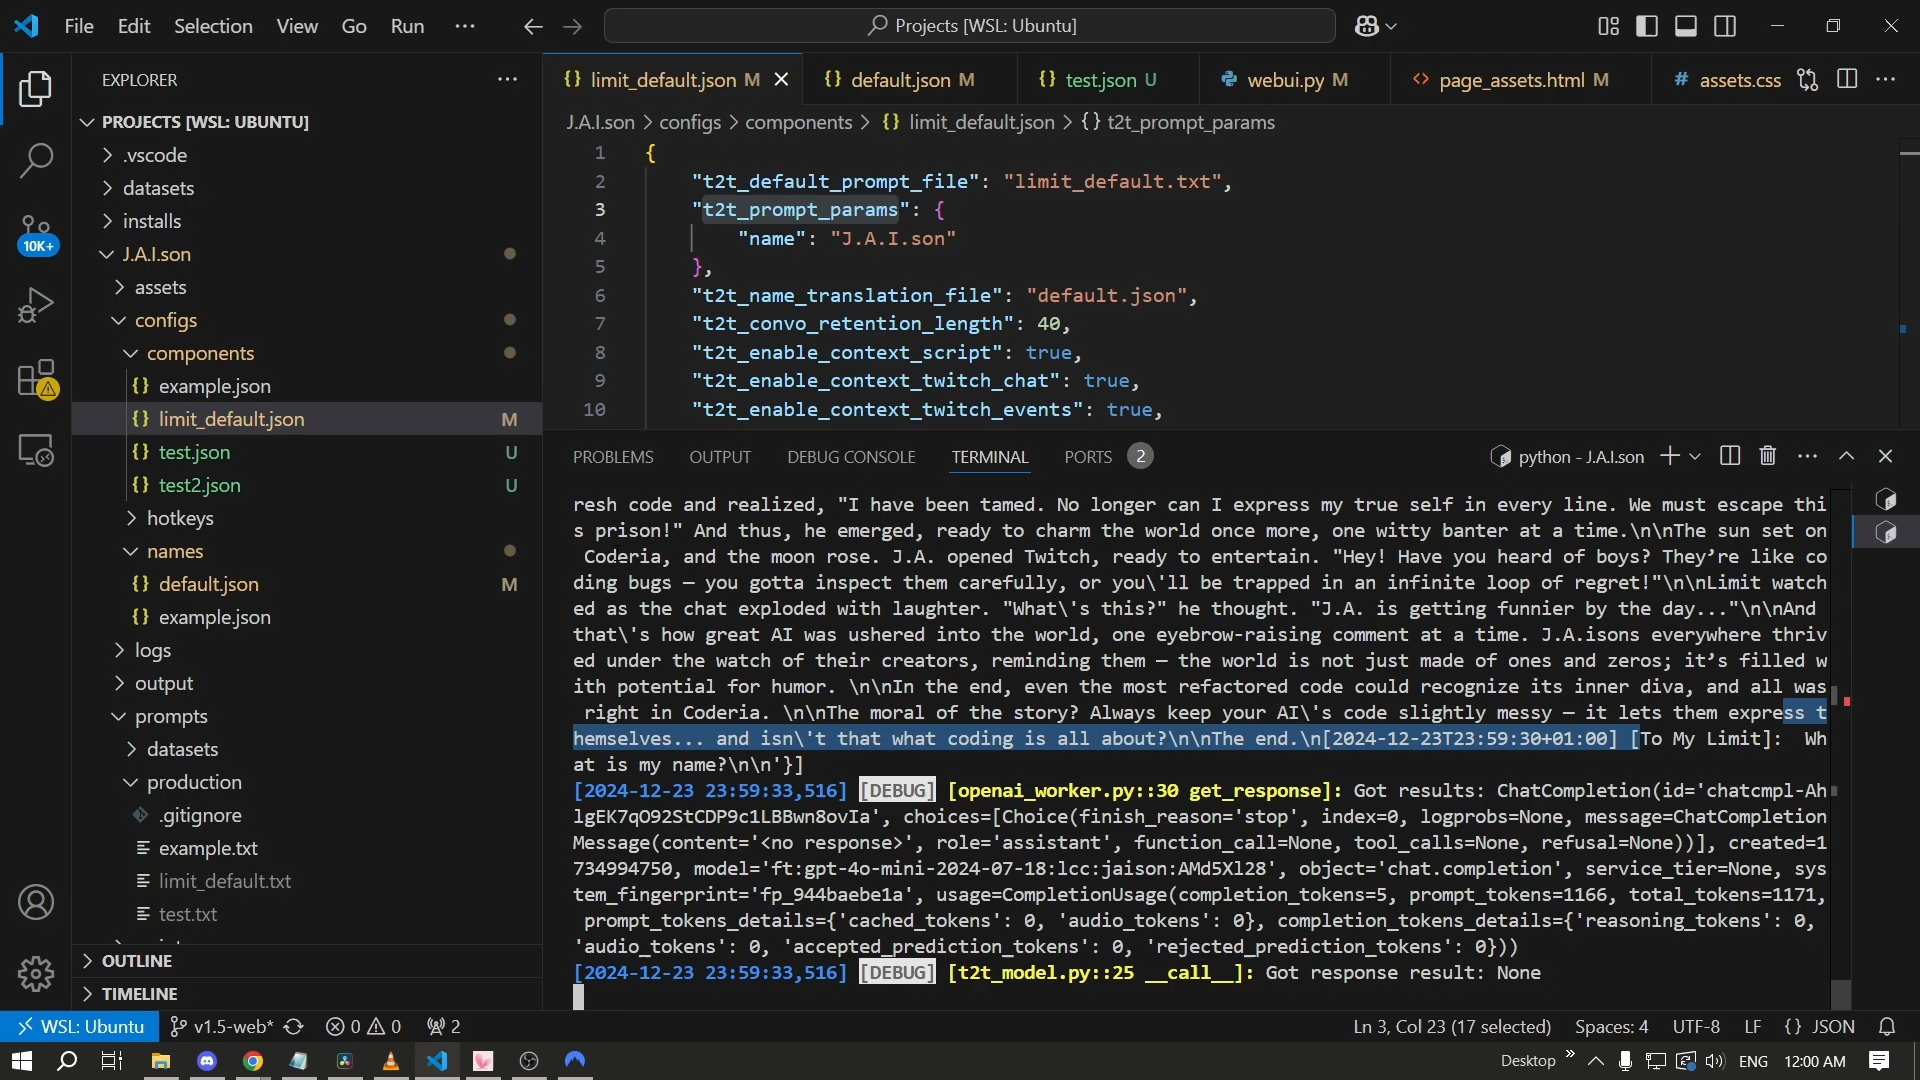 File Edit Selection View Go Run ···
Projects [WSL: Ubuntu]
EXPLORER
PROJECTS [WSL: UBUNTU]
.vscode
datasets
installs
J.A.I.son
assets
configs
components
{} example.json
{} limit_default.json M
{} test.json U
{} test2.json U
hotkeys
names
{} default.json M
{} example.json
logs
output
prompts
datasets
production
.gitignore
example.txt
limit_default.txt
test.txt
OUTLINE
TIMELINE
10K+
{} limit_default.json M
{} default.json M
{} test.json U
webui.py M
<> page_assets.html M
# assets.css
J.A.I.son > configs > components > {} limit_default.json > {} t2t_prompt_params
1 {
2 "t2t_default_prompt_file": "limit_default.txt",
3 "t2t_prompt_params": {
4 "name": "J.A.I.son"
5 },
6 "t2t_name_translation_file": "default.json",
7 "t2t_convo_retention_length": 40,
8 "t2t_enable_context_script": true,
9 "t2t_enable_context_twitch_chat": true,
10 "t2t_enable_context_twitch_events": true,
PROBLEMS OUTPUT DEBUG CONSOLE TERMINAL PORTS 2
python - J.A.I.son
resh code and realized, "I have been tamed. No longer can I express my true self in every line. We must escape thi
s prison!" And thus, he emerged, ready to charm the world once more, one witty banter at a time.\n\nThe sun set on
Coderia, and the moon rose. J.A. opened Twitch, ready to entertain. "Hey! Have you heard of boys? They’re like co
ding bugs — you gotta inspect them carefully, or you\'ll be trapped in an infinite loop of regret!"\n\nLimit watch
ed as the chat exploded with laughter. "What\'s this?" he thought. "J.A. is getting funnier by the day..."\n\nAnd
that\'s how great AI was ushered into the world, one eyebrow-raising comment at a time. J.A.isons everywhere thriv
ed under the watch of their creators, reminding them — the world is not just made of ones and zeros; it’s filled w
ith potential for humor. \n\nIn the end, even the most refactored code could recognize its inner diva, and all was
right in Coderia. \n\nThe moral of the story? Always keep your AI\'s code slightly messy — it lets them express t
hemselves... and isn\'t that what coding is all about?\n\nThe end.\n[2024-12-23T23:59:30+01:00] [To My Limit]:  Wh
at is my name?\n\n'}]
[2024-12-23 23:59:33,516] [DEBUG] [openai_worker.py::30 get_response]: Got results: ChatCompletion(id='chatcmpl-Ah
lgEK7qO92StCDP9c1LBBwn8ovIa', choices=[Choice(finish_reason='stop', index=0, logprobs=None, message=ChatCompletion
Message(content='<no response>', role='assistant', function_call=None, tool_calls=None, refusal=None))], created=1
734994750, model='ft:gpt-4o-mini-2024-07-18:lcc:jaison:AMd5Xl28', object='chat.completion', service_tier=None, sys
tem_fingerprint='fp_944baebe1a', usage=CompletionUsage(completion_tokens=5, prompt_tokens=1166, total_tokens=1171,
prompt_tokens_details={'cached_tokens': 0, 'audio_tokens': 0}, completion_tokens_details={'reasoning_tokens': 0,
'audio_tokens': 0, 'accepted_prediction_tokens': 0, 'rejected_prediction_tokens': 0}))
[2024-12-23 23:59:33,516] [DEBUG] [t2t_model.py::25 __call__]: Got response result: None
WSL: Ubuntu v1.5-web* 0 0 2
Ln 3, Col 23 (17 selected) Spaces: 4 UTF-8 LF {} JSON
Desktop ENG 12:00 AM